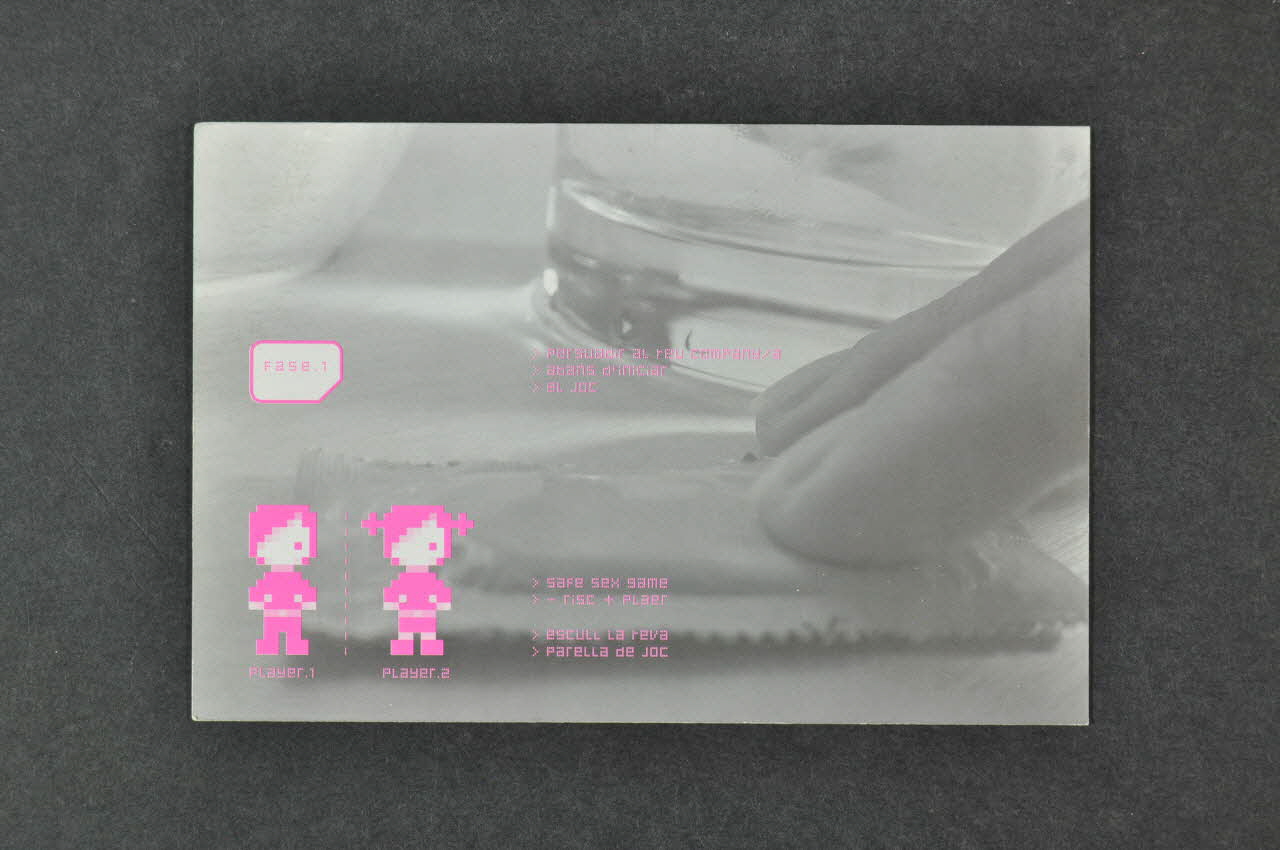 Fase.1
> persuadir al teu company/a
> abans d'iniciar
> el joc
> safe sex game
> - risc + plaer
> escull la teva
> parella de joc
player.1
player.2